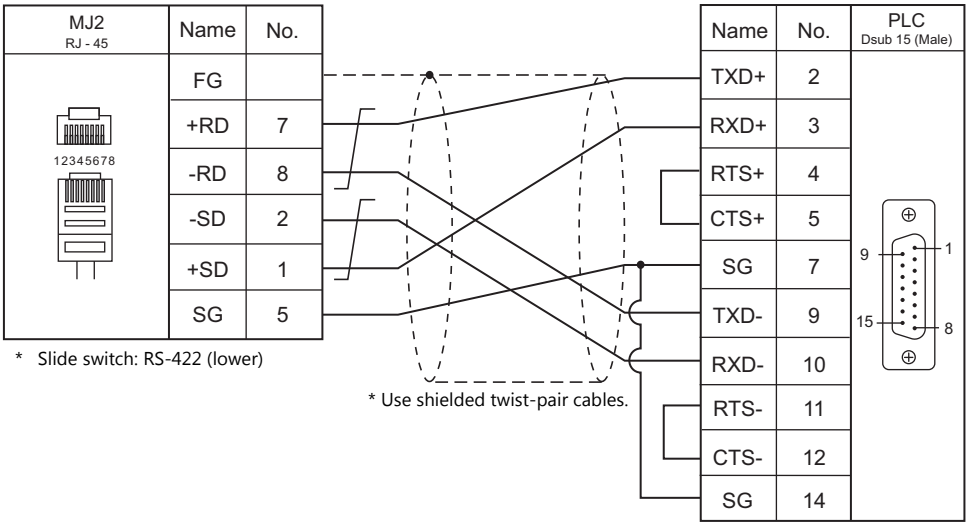 MJ2
RJ - 45
Name No.
FG
+RD 7
-RD 8
-SD 2
+SD 1
SG 5
12345678
* Slide switch: RS-422 (lower)
* Use shielded twist-pair cables.
Name No.
TXD+ 2
RXD+ 3
RTS+ 4
CTS+ 5
SG 7
TXD- 9
RXD- 10
RTS- 11
CTS- 12
SG 14
PLC
Dsub 15 (Male)
9 1
15 8